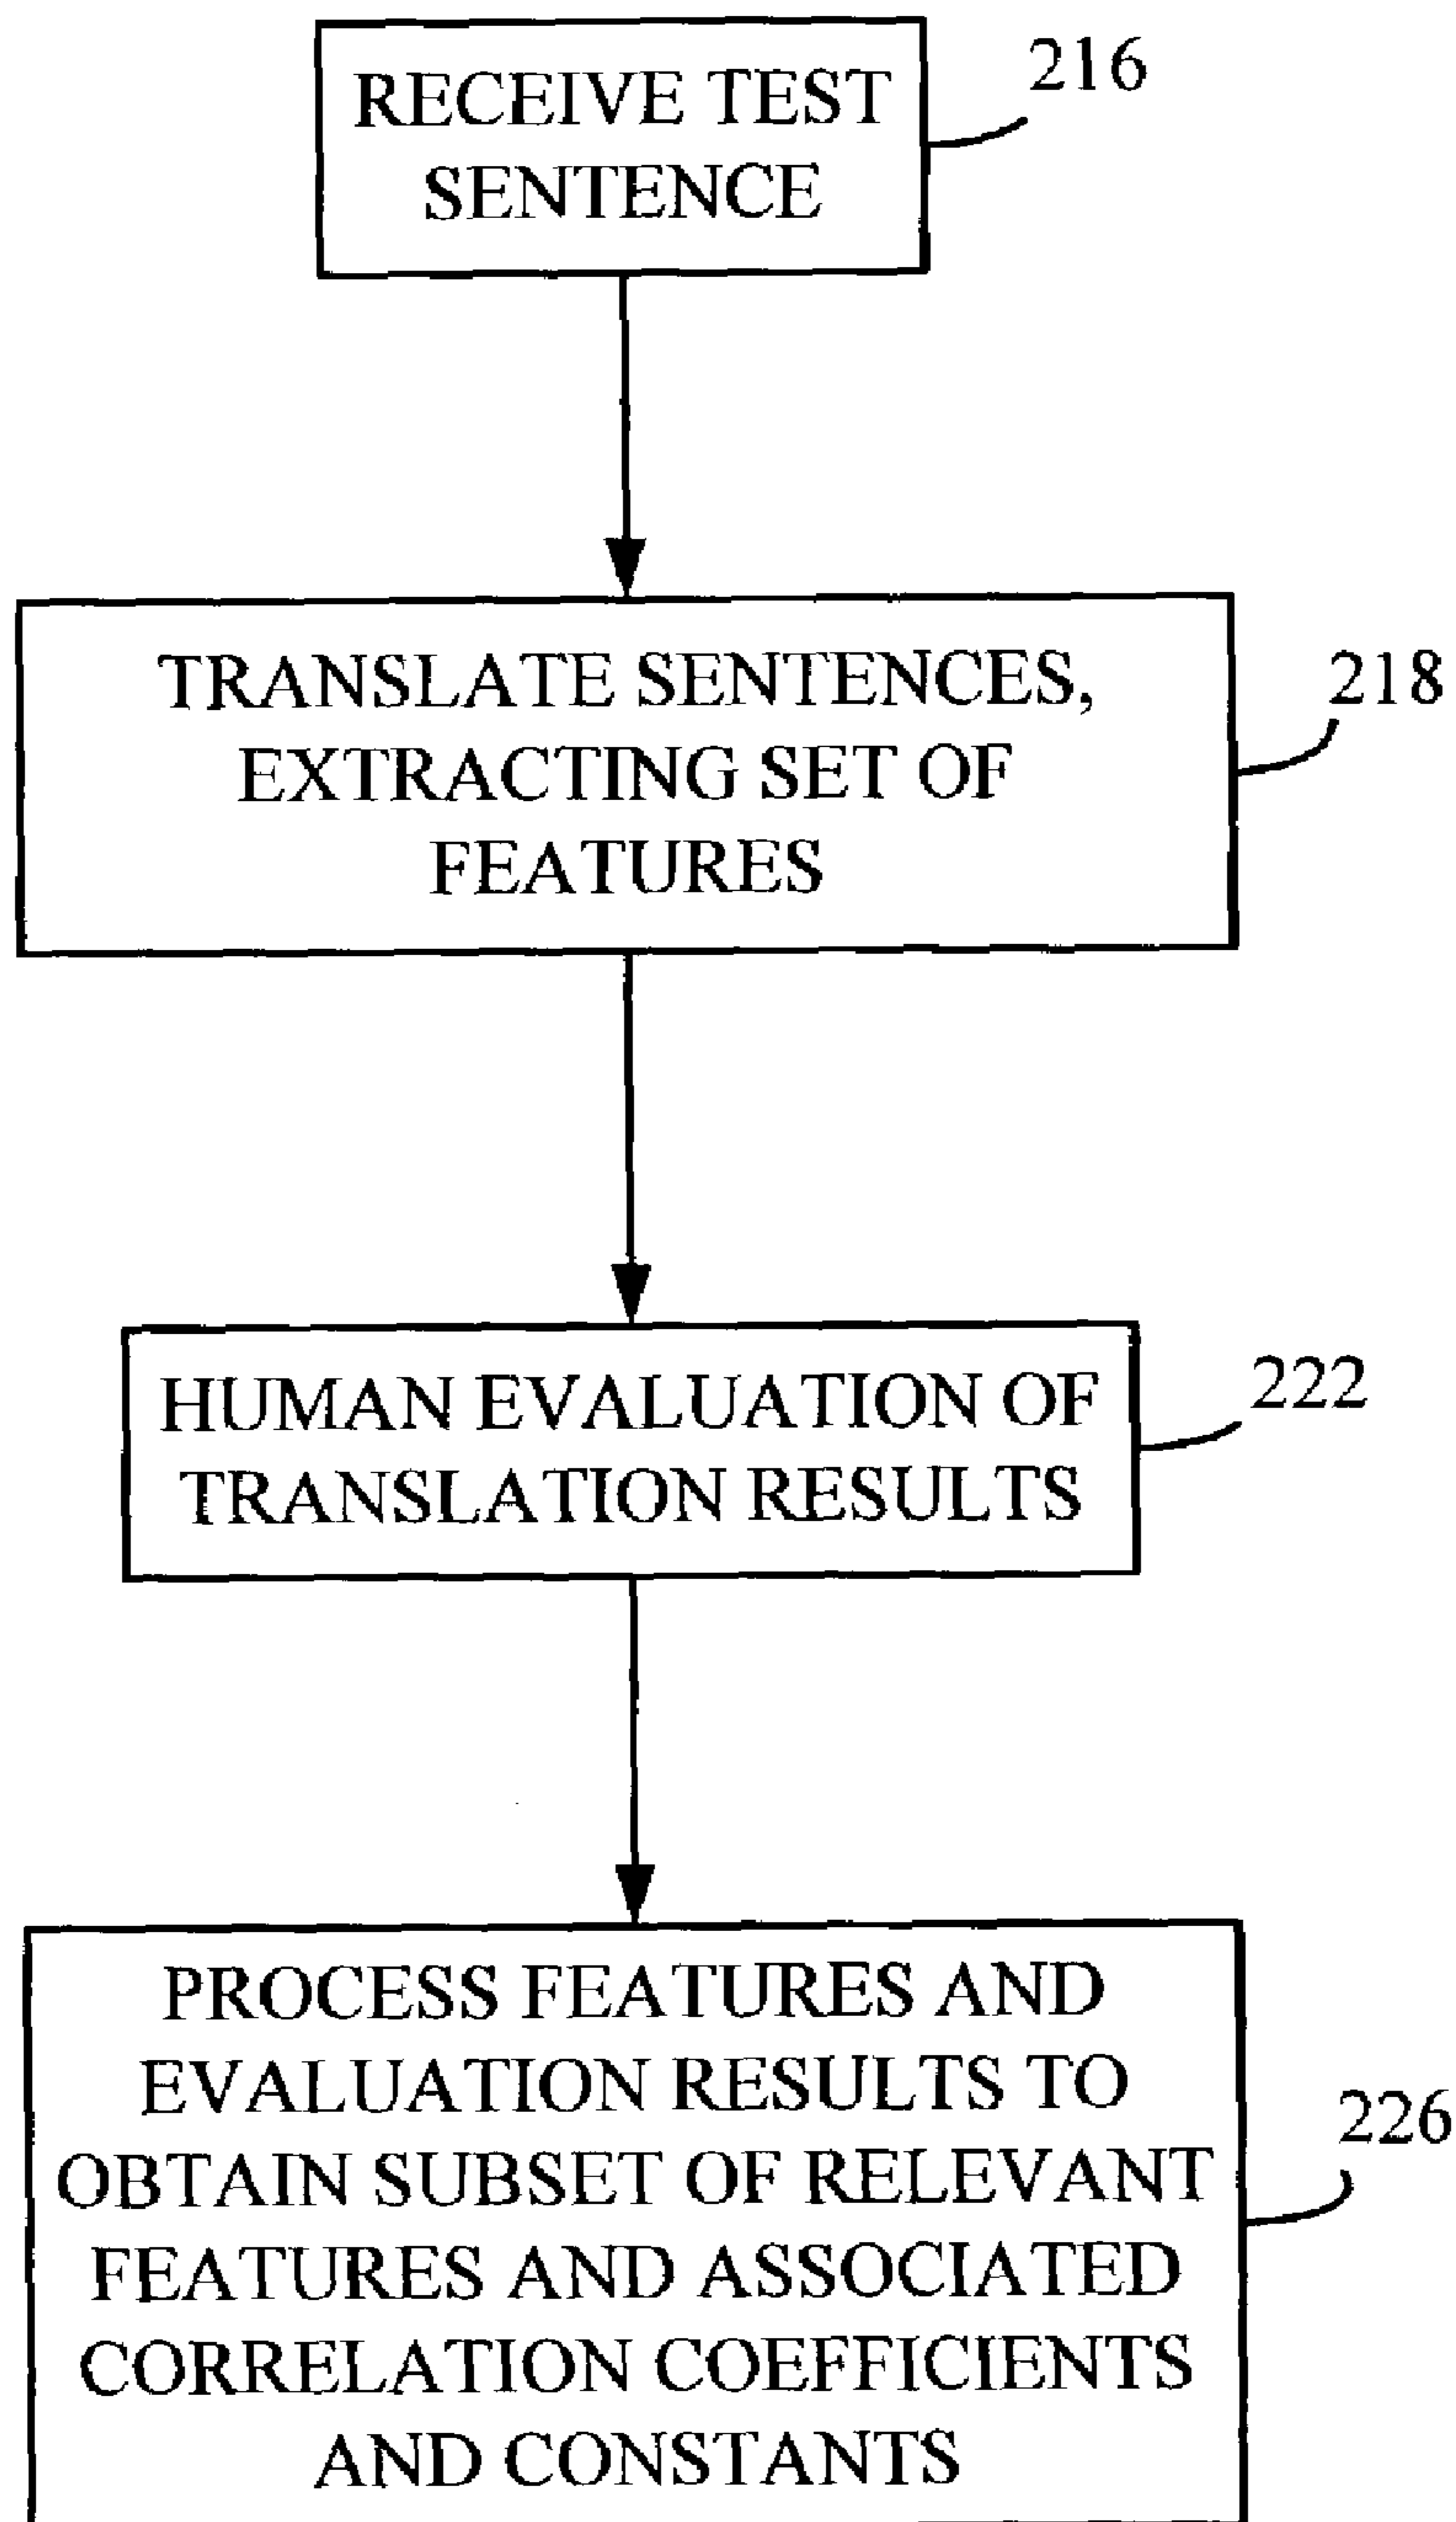 RECEIVE TEST
SENTENCE
216
TRANSLATE SENTENCES,
EXTRACTING SET OF
FEATURES
218
HUMAN EVALUATION OF
TRANSLATION RESULTS
222
PROCESS FEATURES AND
EVALUATION RESULTS TO
OBTAIN SUBSET OF RELEVANT
FEATURES AND ASSOCIATED
CORRELATION COEFFICIENTS
AND CONSTANTS
226